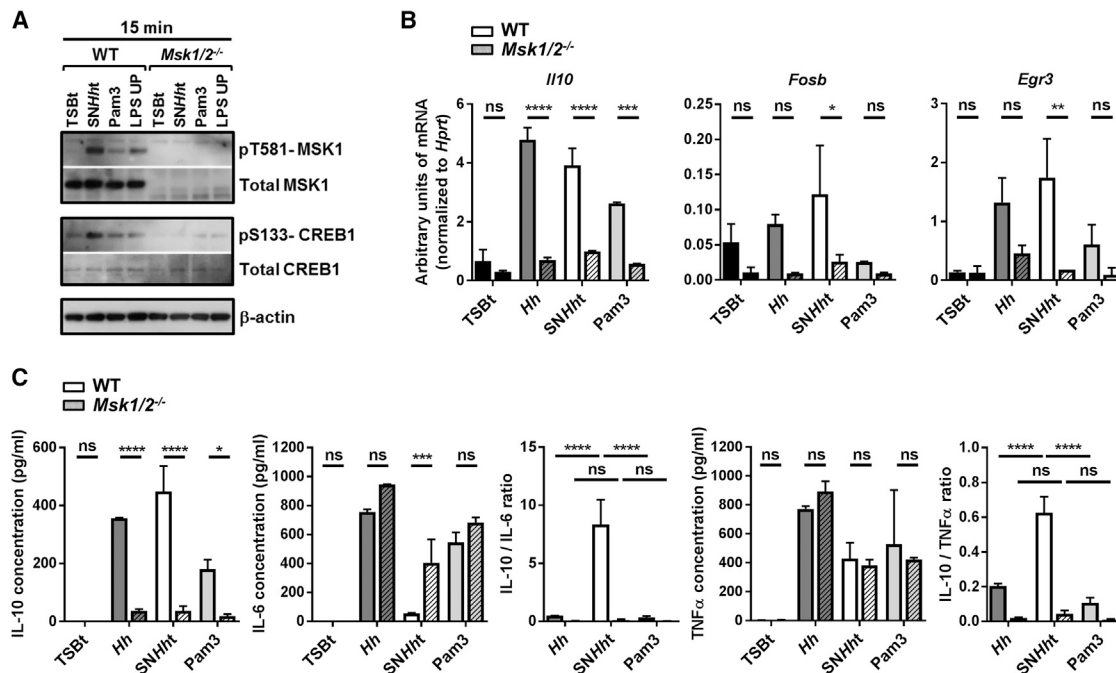 A
15 min
WT Msk1/2-/-
TSBt SNHht Pam3 LPS UP TSBt SNHht Pam3 LPS UP
pT581- MSK1
Total MSK1
pS133- CREB1
Total CREB1
β-actin
B
WT
Msk1/2-/-
Arbitrary units of mRNA
(normalized to Hprt)
Il10
6
4
2
0
ns **** **** ***
TSBt Hh SNHht Pam3
Fosb
0.25
0.20
0.15
0.10
0.05
0.00
ns ns * ns
TSBt Hh SNHht Pam3
Egr3
3
2
1
0
ns ns ** ns
TSBt Hh SNHht Pam3
C
WT
Msk1/2-/-
IL-10 concentration (pg/ml)
600
400
200
0
ns **** **** *
TSBt Hh SNHht Pam3
IL-6 concentration (pg/ml)
1200
1000
800
600
400
200
0
ns ns *** ns
TSBt Hh SNHht Pam3
IL-10 / IL-6 ratio
15
10
5
0
**** ****
ns ns
Hh SNHht Pam3
TNFα concentration (pg/ml)
1200
1000
800
600
400
200
0
ns ns ns ns
TSBt Hh SNHht Pam3
IL-10 / TNFα ratio
1.0
0.8
0.6
0.4
0.2
0.0
**** ****
ns ns
Hh SNHht Pam3